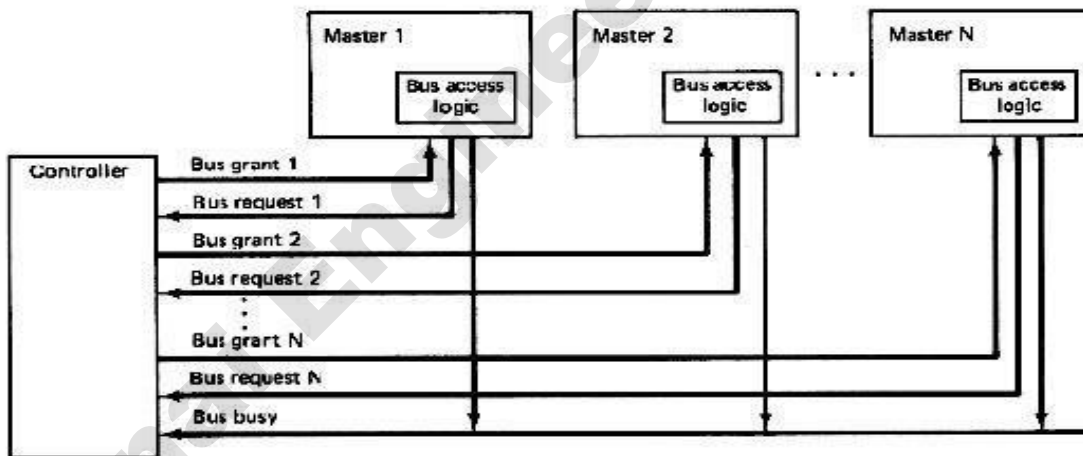 Master 1
Master 2
Master N
Bus access
logic
Bus access
logic
. . .
Bus access
logic
Controller
Bus grant 1
Bus request 1
Bus grant 2
Bus request 2
Bus grant N
Bus request N
Bus busy